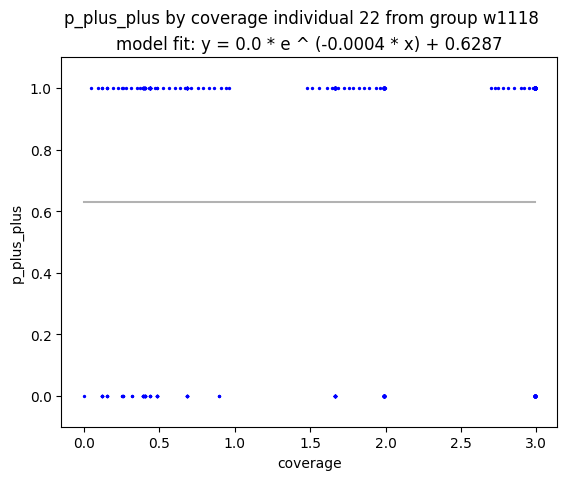 p_plus_plus by coverage individual 22 from group w1118
model fit: y = 0.0 * e ^ (-0.0004 * x) + 0.6287
1.0
0.8
0.6
0.4
0.2
0.0
p_plus_plus
0.0 0.5 1.0 1.5 2.0 2.5 3.0
coverage